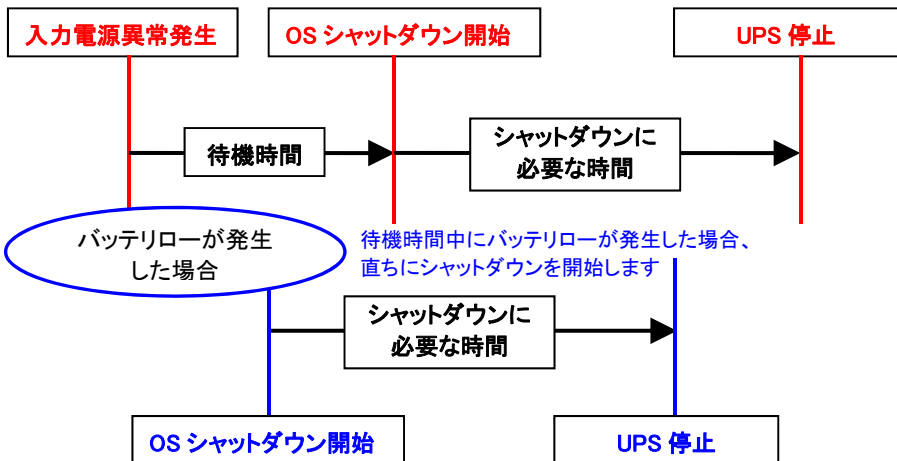 入力電源異常発生
OS シャットダウン開始
UPS 停止
待機時間
シャットダウンに
必要な時間
バッテリローが発生
した場合
待機時間中にバッテリローが発生した場合、
直ちにシャットダウンを開始します
シャットダウンに
必要な時間
OS シャットダウン開始
UPS 停止